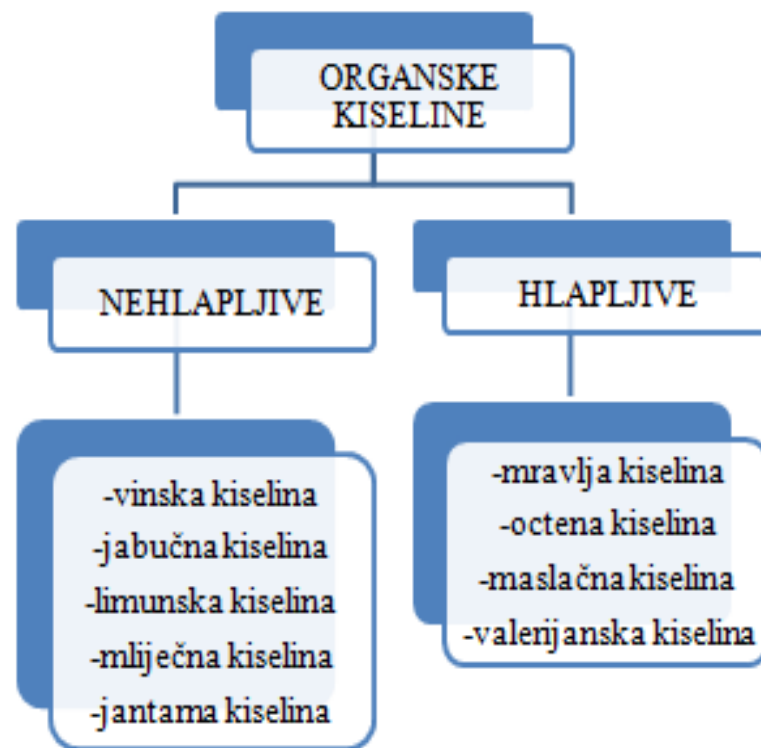 ORGANSKE
KISELINE
NEHLAPLJIVE
HLAPLJIVE
-vinska kiselina
-jabučna kiselina
-limunska kiselina
-mliječna kiselina
-jantarna kiselina
-mravlja kiselina
-octena kiselina
-maslačna kiselina
-valerijanska kiselina